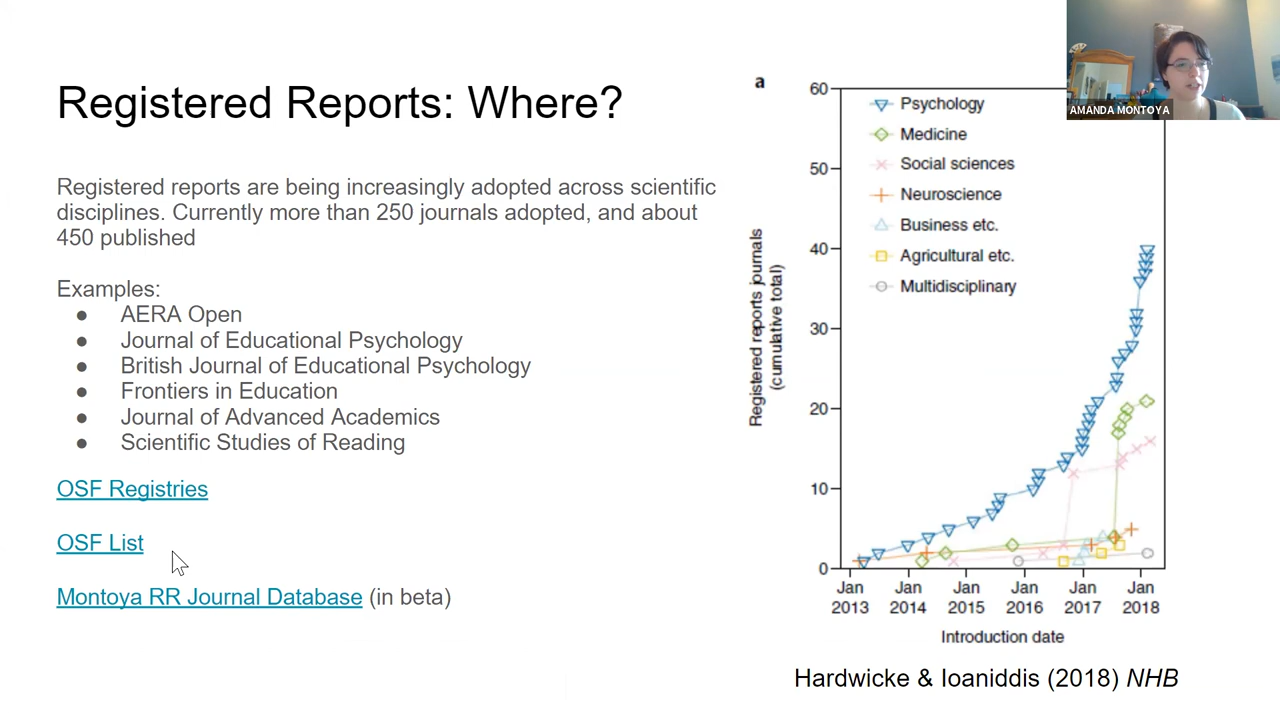 Registered Reports: Where?
Registered reports are being increasingly adopted across scientific
disciplines. Currently more than 250 journals adopted, and about
450 published
Examples:
● AERA Open
● Journal of Educational Psychology
● British Journal of Educational Psychology
● Frontiers in Education
● Journal of Advanced Academics
● Scientific Studies of Reading
OSF Registries
OSF List
Montoya RR Journal Database (in beta)
a
Registered reports journals
(cumulative total)
60
50
40
30
20
10
0
Psychology
Medicine
Social sciences
Neuroscience
Business etc.
Agricultural etc.
Multidisciplinary
Jan Jan Jan Jan Jan Jan
2013 2014 2015 2016 2017 2018
Introduction date
Hardwicke & Ioaniddis (2018) NHB
AMANDA MONTOYA